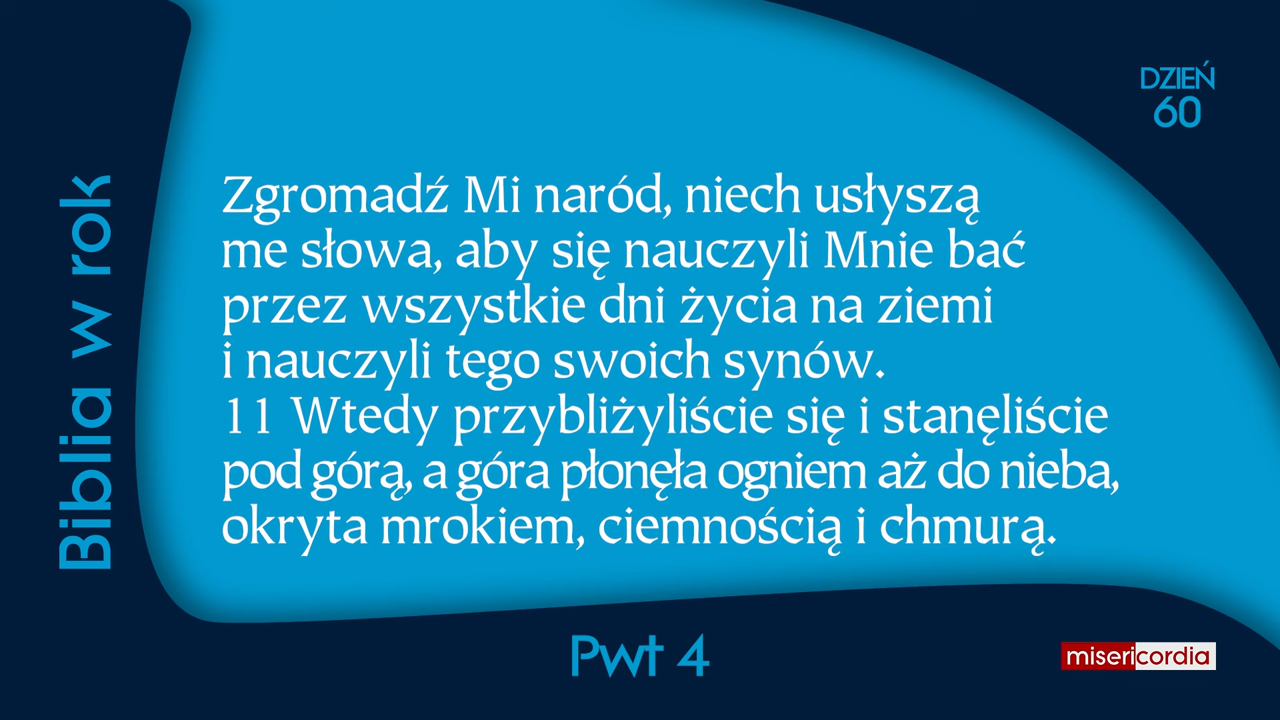 DZIEŃ
60
Biblia w rok
Zgromadź Mi naród, niech usłyszą
me słowa, aby się nauczyli Mnie bać
przez wszystkie dni życia na ziemi
i nauczyli tego swoich synów.
11 Wtedy przybliżyliście się i stanęliście
pod górą, a góra płonęła ogniem aż do nieba,
okryta mrokiem, ciemnością i chmurą.
Pwt 4
misericordia